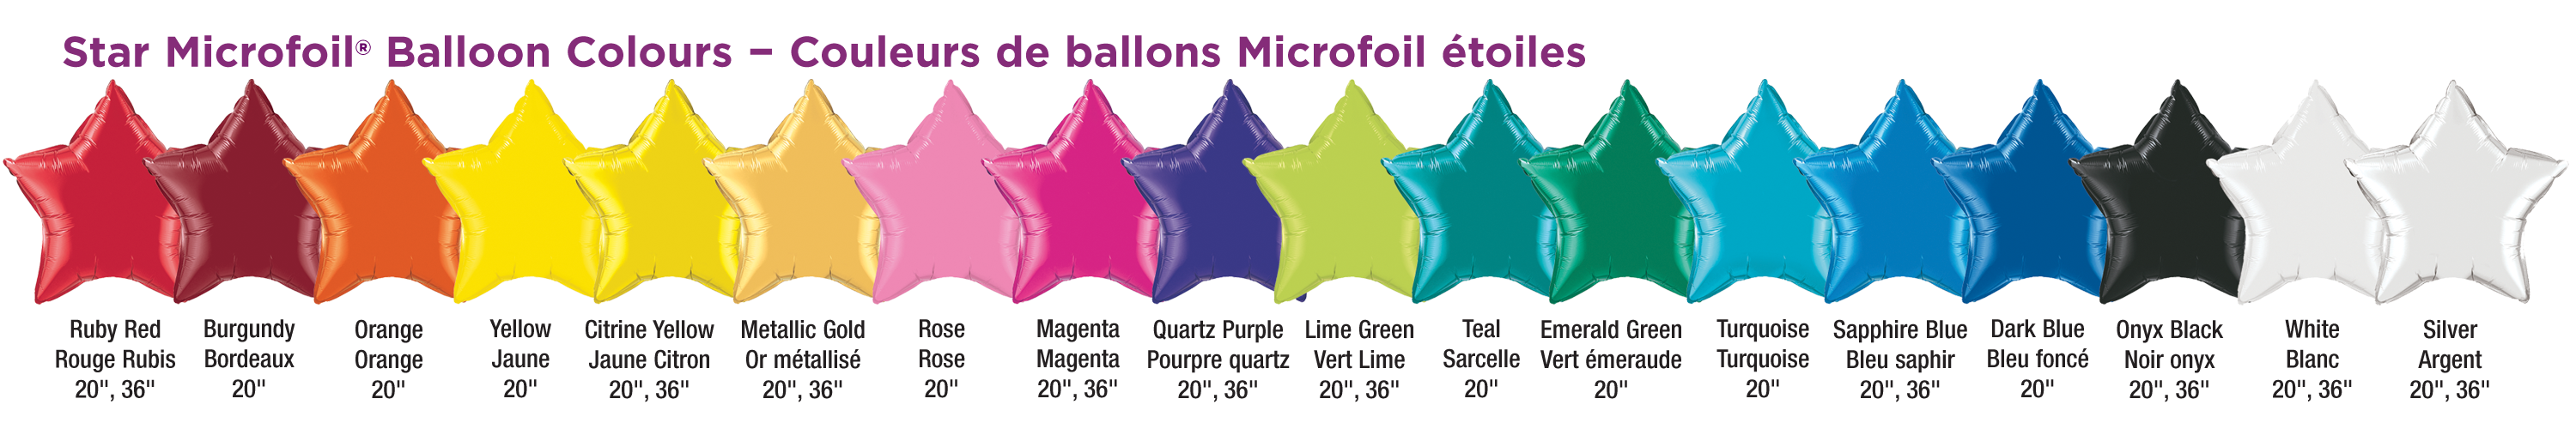 Star Microfoil® Balloon Colours – Couleurs de ballons Microfoil étoiles
Ruby Red
Rouge Rubis
20", 36"
Burgundy
Bordeaux
20"
Orange
Orange
20"
Yellow
Jaune
20"
Citrine Yellow
Jaune Citron
20", 36"
Metallic Gold
Or métallisé
20", 36"
Rose
Rose
20"
Magenta
Magenta
20", 36"
Quartz Purple
Pourpre quartz
20", 36"
Lime Green
Vert Lime
20", 36"
Teal
Sarcelle
20"
Emerald Green
Vert émeraude
20"
Turquoise
Turquoise
20"
Sapphire Blue
Bleu saphir
20", 36"
Dark Blue
Bleu foncé
20"
Onyx Black
Noir onyx
20", 36"
White
Blanc
20", 36"
Silver
Argent
20", 36"